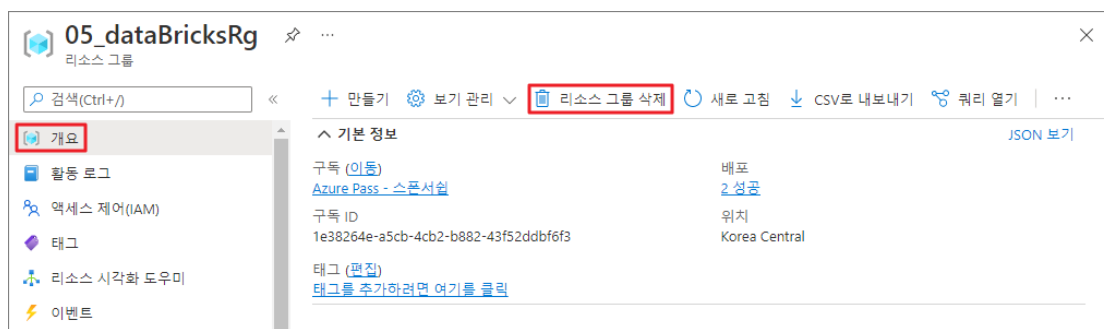 05_dataBricksRg
리소스 그룹
검색(Ctrl+/)
만들기 보기 관리 리소스 그룹 삭제 새로 고침 CSV로 내보내기 쿼리 열기
개요
활동 로그
액세스 제어(IAM)
태그
리소스 시각화 도우미
이벤트
기본 정보
JSON 보기
구독 (이동)
Azure Pass - 스폰서쉽
구독 ID
1e38264e-a5cb-4cb2-b882-43f52ddbf6f3
태그 (편집)
태그를 추가하려면 여기를 클릭
배포
2 성공
위치
Korea Central